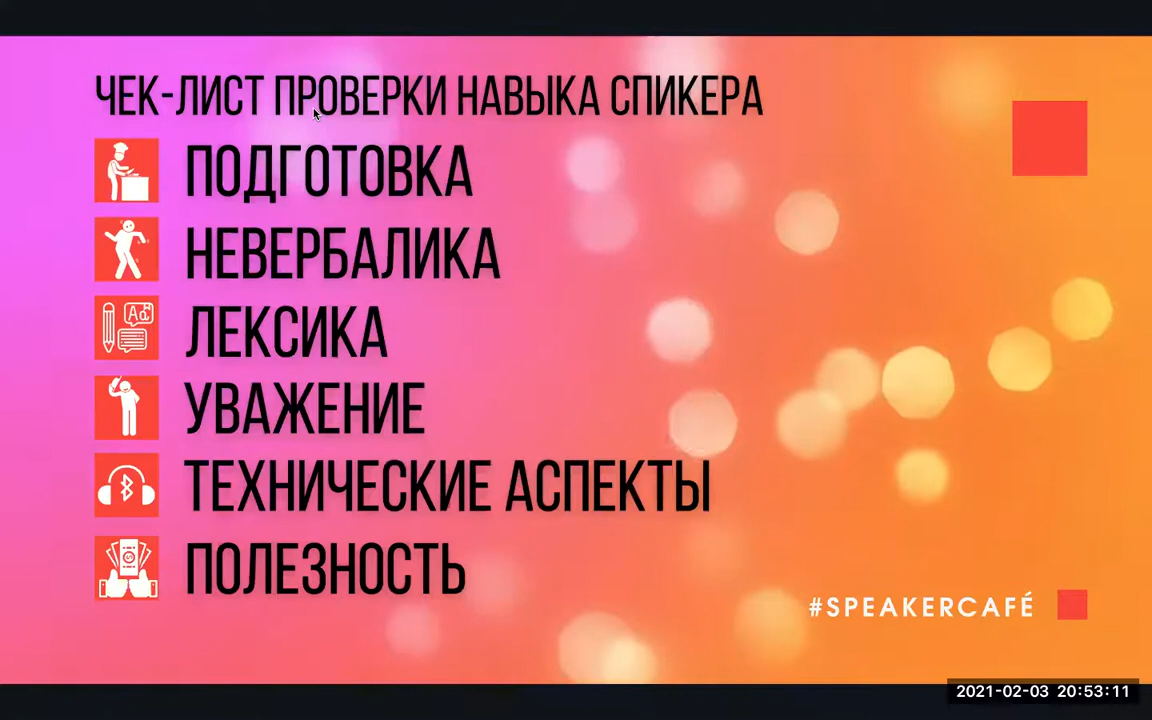 ЧЕК-ЛИСТ ПРОВЕРКИ НАВЫКА СПИКЕРА
ПОДГОТОВКА
НЕВЕРБАЛИКА
Ad
ЛЕКСИКА
УВАЖЕНИЕ
ТЕХНИЧЕСКИЕ АСПЕКТЫ
ПОЛЕЗНОСТЬ
#SPEAKERCAFÉ
2021-02-03 20:53:11